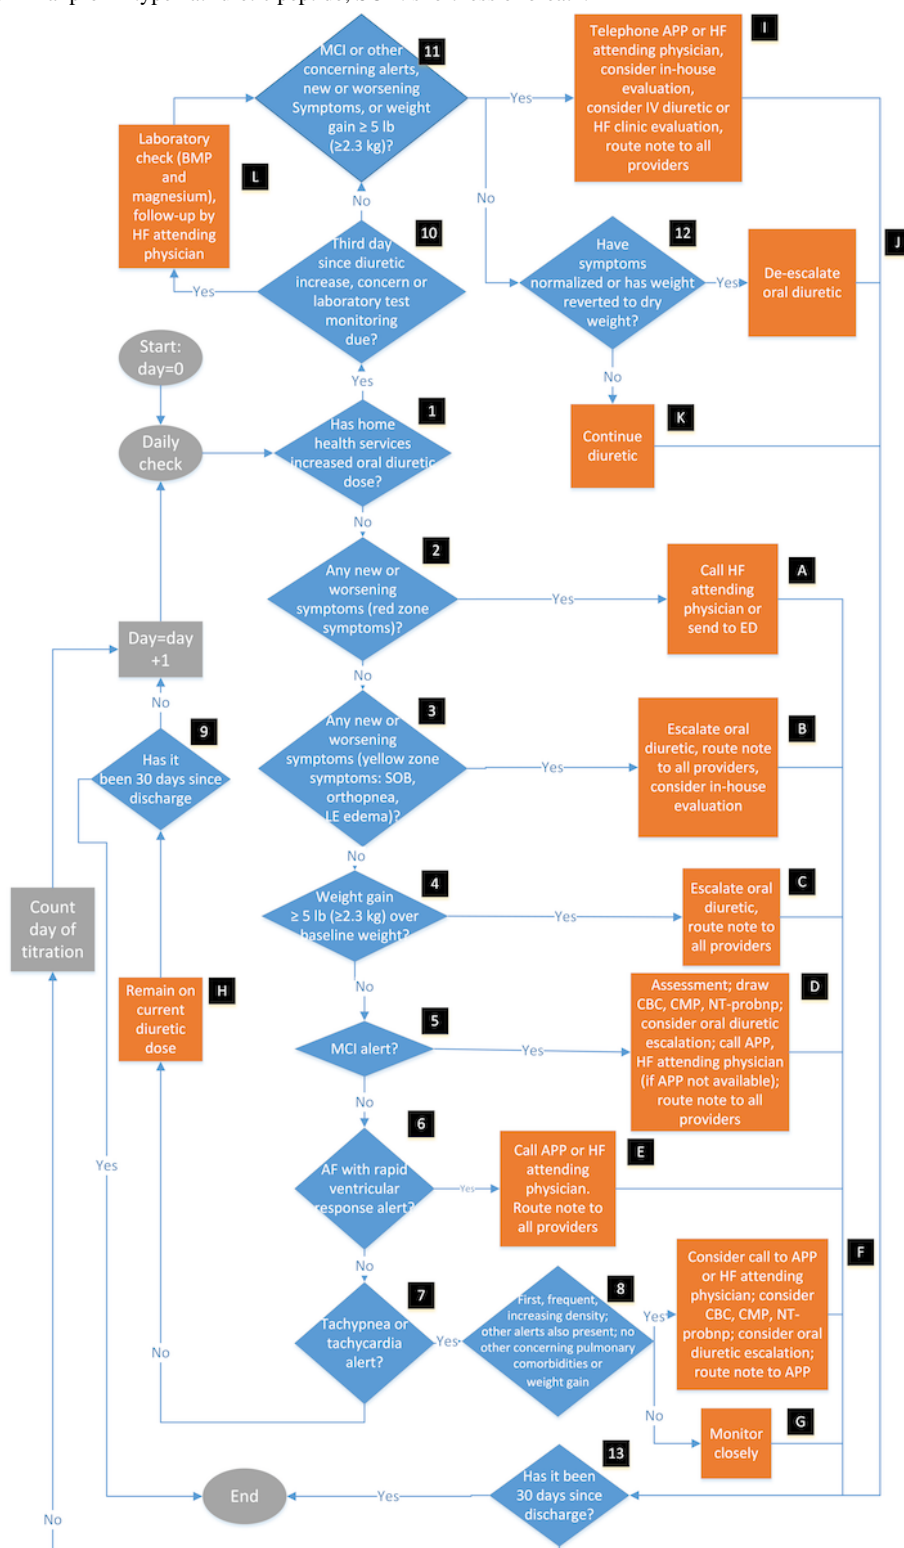 MCI or other
concerning alerts,
new or worsening
Symptoms, or weight
gain ≥ 5 lb
(≥2.3 kg)?
11
Yes
Telephone APP or HF
attending physician,
consider in-house
evaluation,
consider IV diuretic or
HF clinic evaluation,
route note to all
providers
I
Laboratory
check (BMP
and
magnesium),
follow-up by
HF attending
physician
L
No
No
Third day
since diuretic
increase, concern or
laboratory test
monitoring
due?
10
Yes
Have
symptoms
normalized or has weight
reverted to dry
weight?
12
Yes
De-escalate
oral diuretic
J
No
Continue
diuretic
K
Start:
day=0
Yes
Daily
check
Has home
health services
increased oral diuretic
dose?
1
No
Any new or
worsening
symptoms (red zone
symptoms)?
2
Yes
Call HF
attending
physician or
send to ED
A
No
Day=day
+1
No
Any new or
worsening
symptoms (yellow zone
symptoms: SOB,
orthopnea,
LE edema)?
3
Yes
Escalate oral
diuretic, route note
to all providers,
consider in-house
evaluation
B
Has it
been 30 days since
discharge
9
No
Weight gain
≥ 5 lb (≥2.3 kg) over
baseline weight?
4
Yes
Escalate oral
diuretic,
route note to
all providers
C
Count
day of
titration
No
Remain on
current
diuretic
dose
H
MCI alert?
5
Yes
Assessment; draw
CBC, CMP, NT-probnp;
consider oral diuretic
escalation; call APP,
HF attending physician
(if APP not available);
route note to all
providers
D
No
AF with rapid
ventricular
response alert?
6
Yes
Call APP or HF
attending
physician.
Route note to
all providers
E
Yes
No
Tachypnea or
tachycardia
alert?
7
Yes
First, frequent,
increasing density;
other alerts also present; no
other concerning pulmonary
comorbidities or
weight gain
8
Yes
Consider call to APP
or HF attending
physician; consider
CBC, CMP, NT-
probnp; consider oral
diuretic escalation;
route note to APP
F
No
No
Monitor
closely
G
Has it been
30 days since
discharge?
13
Yes
End
No